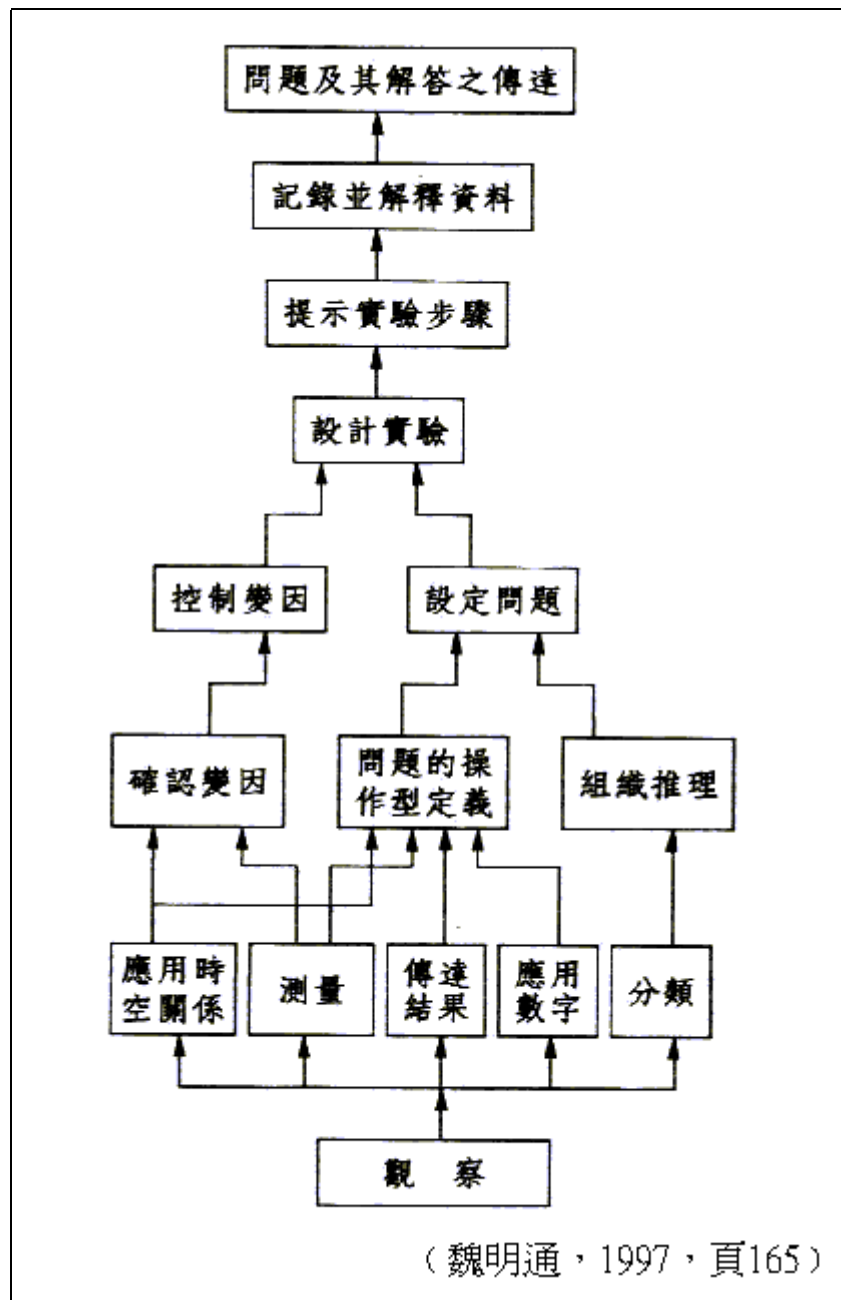 問題及其解答之傳達
記錄並解釋資料
提示實驗步驟
設計實驗
控制變因
設定問題
確認變因
問題的操
作型定義
組織推理
應用時
空關係
測量
傳達
結果
應用
數字
分類
觀 察
（魏明通，1997，頁165）